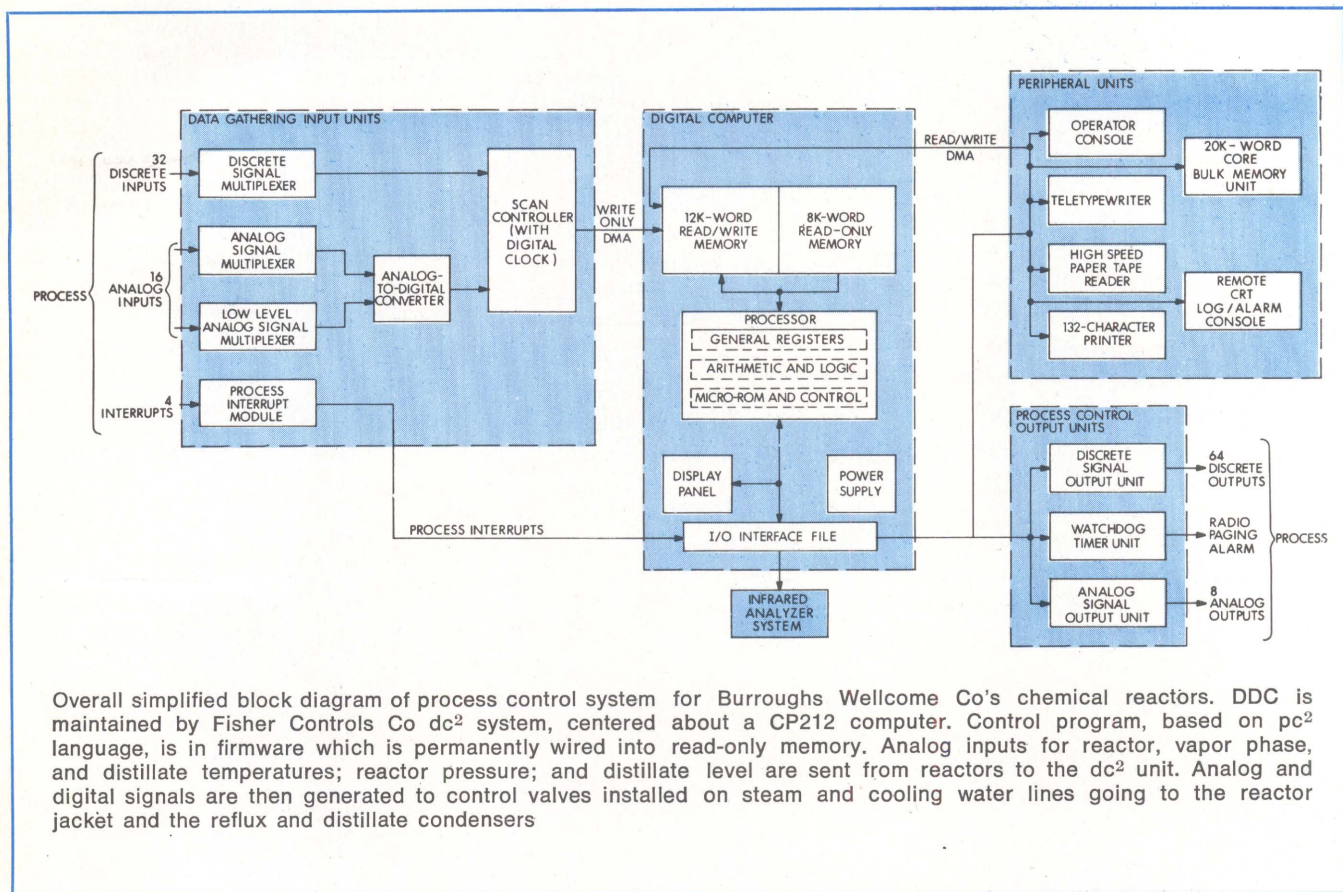 DATA GATHERING INPUT UNITS
32
DISCRETE
INPUTS
DISCRETE
SIGNAL
MULTIPLEXER
ANALOG
SIGNAL
MULTIPLEXER
16
ANALOG
INPUTS
PROCESS
LOW LEVEL
ANALOG SIGNAL
MULTIPLEXER
4
INTERRUPTS
PROCESS
INTERRUPT
MODULE
ANALOG-
TO-DIGITAL
CONVERTER
SCAN
CONTROLLER
(WITH
DIGITAL
CLOCK)
WRITE
ONLY
DMA
PROCESS INTERRUPTS
DIGITAL COMPUTER
12K-WORD
READ/WRITE
MEMORY
8K-WORD
READ-ONLY
MEMORY
PROCESSOR
GENERAL REGISTERS
ARITHMETIC AND LOGIC
MICRO-ROM AND CONTROL
DISPLAY
PANEL
POWER
SUPPLY
I/O INTERFACE FILE
INFRARED
ANALYZER
SYSTEM
READ/WRITE
DMA
PERIPHERAL UNITS
OPERATOR
CONSOLE
20K-WORD
CORE
BULK MEMORY
UNIT
TELETYPEWRITER
HIGH SPEED
PAPER TAPE
READER
REMOTE
CRT
LOG/ALARM
CONSOLE
132-CHARACTER
PRINTER
PROCESS CONTROL
OUTPUT UNITS
DISCRETE
SIGNAL
OUTPUT UNIT
64
DISCRETE
OUTPUTS
WATCHDOG
TIMER UNIT
RADIO
PAGING
ALARM
PROCESS
ANALOG
SIGNAL
OUTPUT UNIT
8
ANALOG
OUTPUTS
Overall simplified block diagram of process control system for Burroughs Wellcome Co's chemical reactors. DDC is
maintained by Fisher Controls Co dc² system, centered about a CP212 computer. Control program, based on pc²
language, is in firmware which is permanently wired into read-only memory. Analog inputs for reactor, vapor phase,
and distillate temperatures; reactor pressure; and distillate level are sent from reactors to the dc² unit. Analog and
digital signals are then generated to control valves installed on steam and cooling water lines going to the reactor
jacket and the reflux and distillate condensers